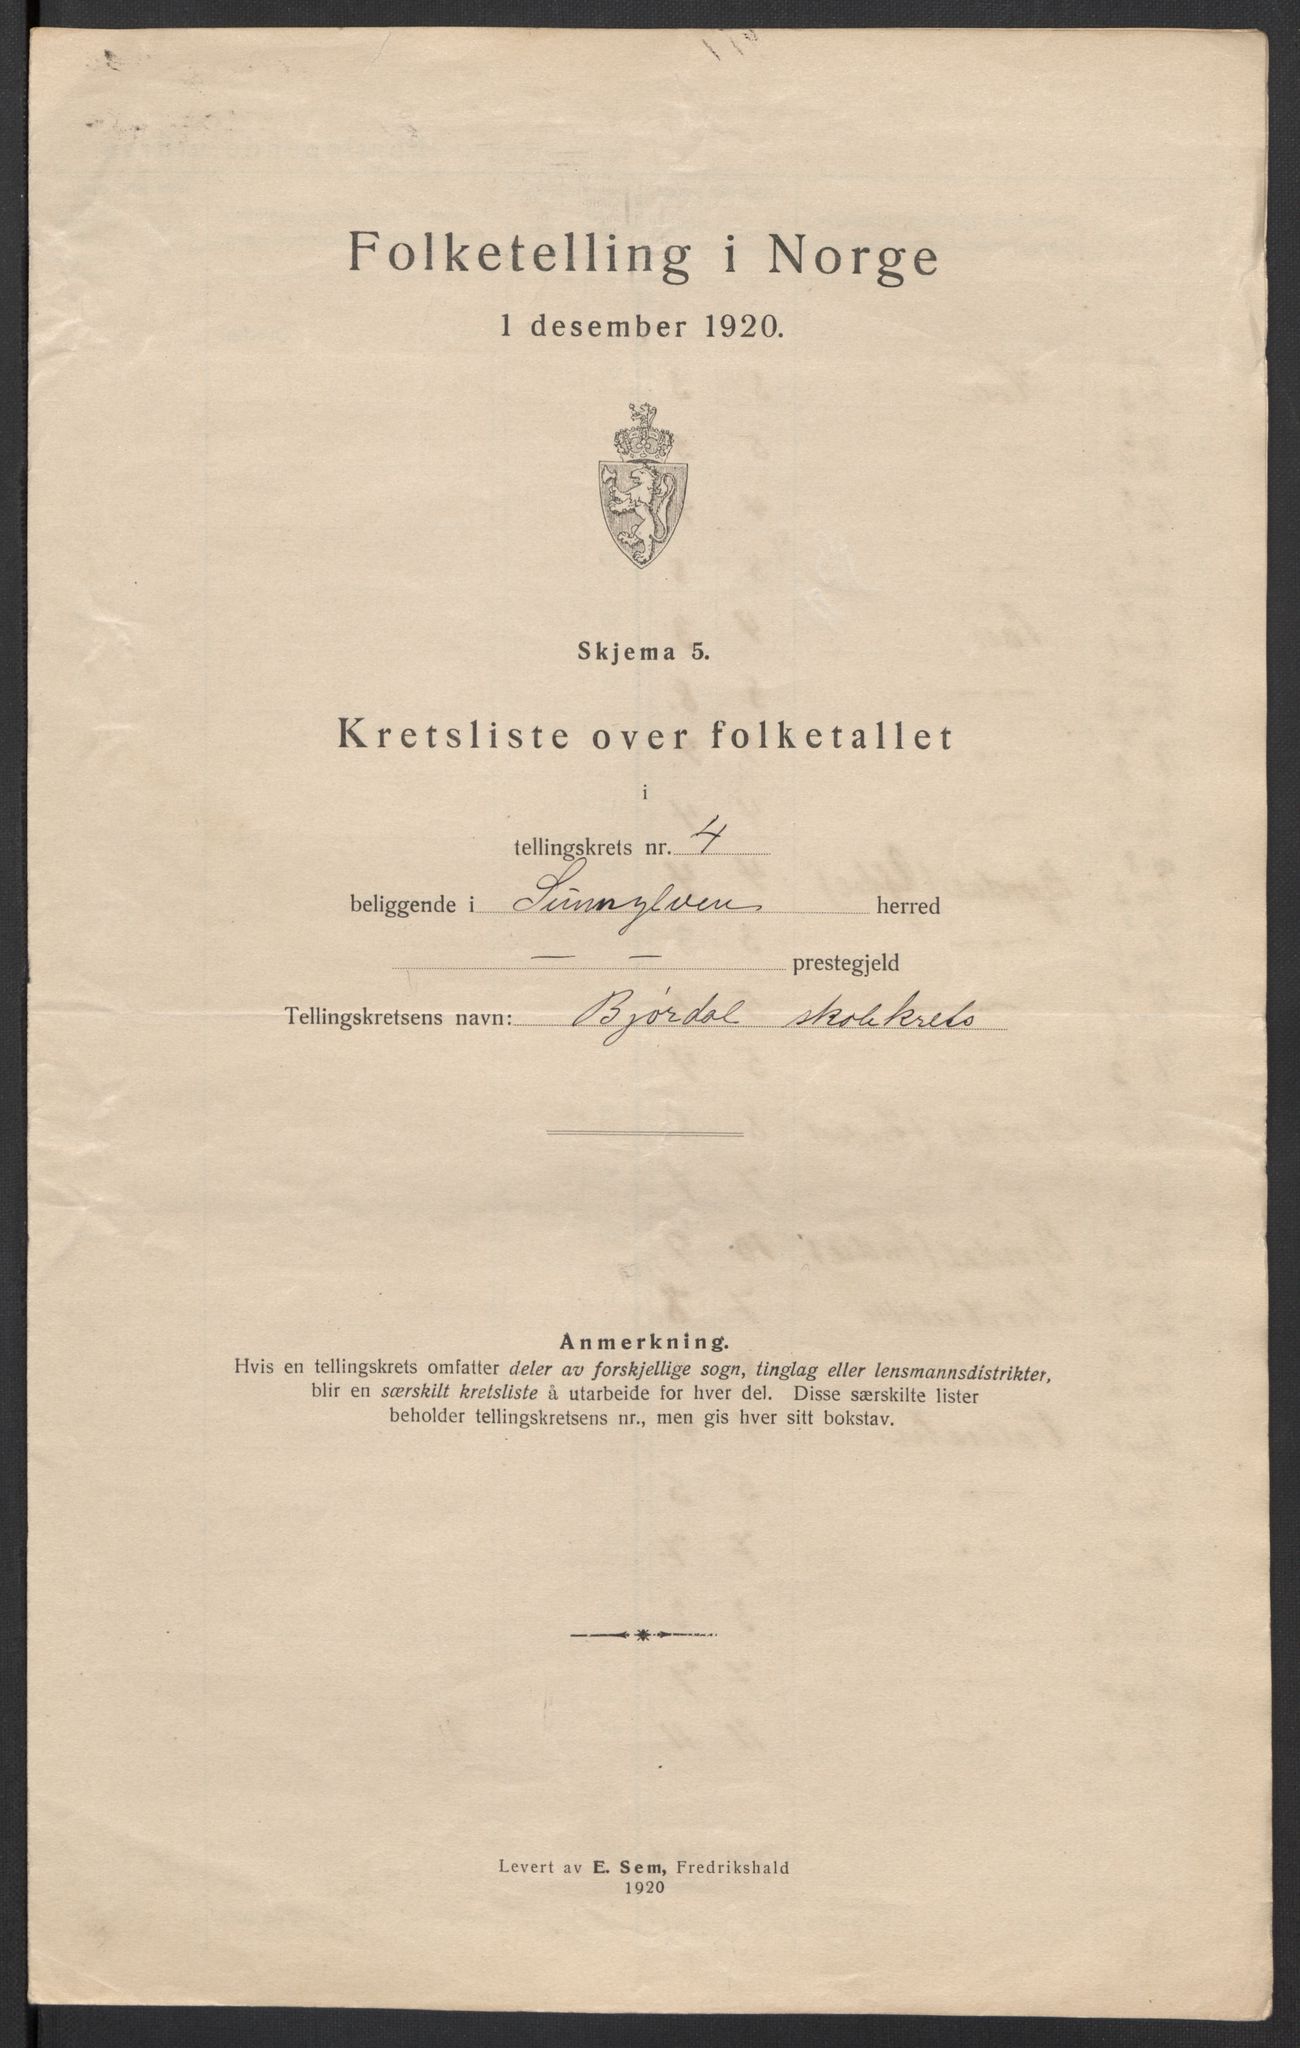 Folketelling i Norge
1 desember 1920.
Skjema 5.
Kretsliste over folketallet
i
tellingskrets nr. 4
beliggende i Sunnylven herred
— — prestegjeld
Tellingskretsens navn: Bjørdal skolekrets
Anmerkning.
Hvis en tellingskrets omfatter deler av forskjellige sogn, tinglag eller lensmannsdistrikter,
blir en særskilt kretsliste å utarbeide for hver del. Disse særskilte lister
beholder tellingskretsens nr., men gis hver sitt bokstav.
Levert av E. Sem, Fredrikshald
1920